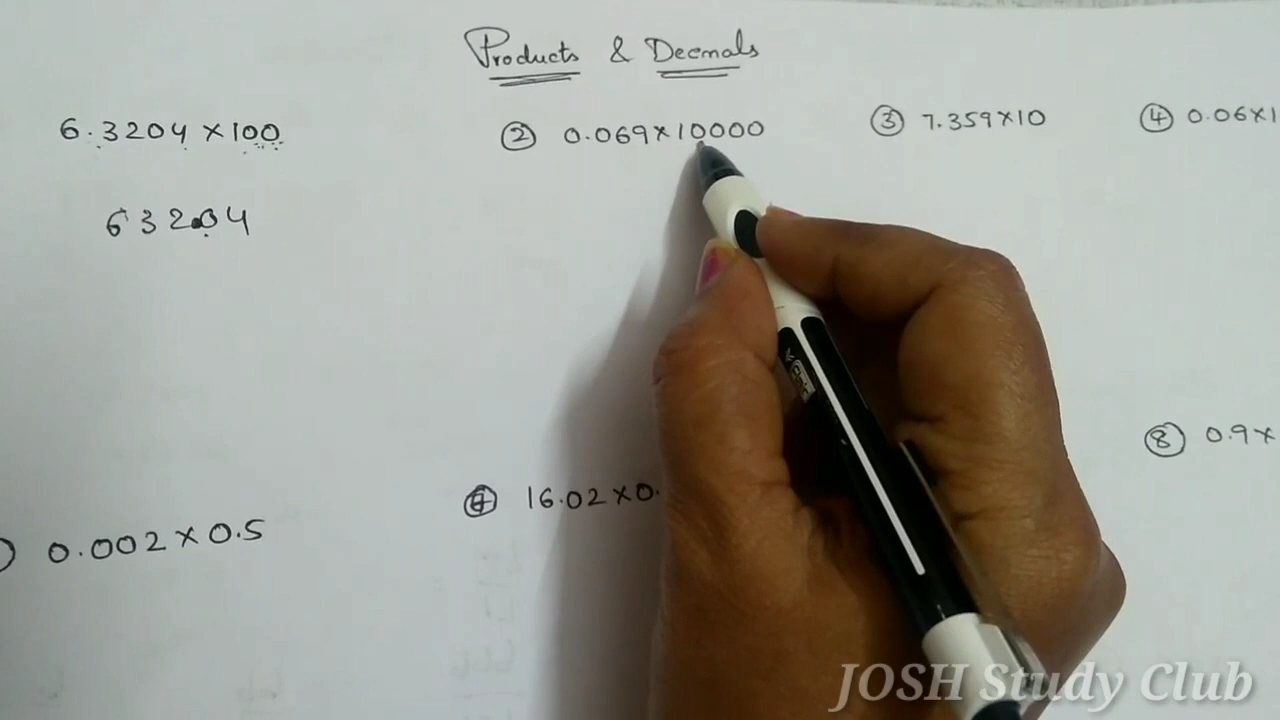 Products & Decmals
6.3204 × 100
② 0.069 × 10000
③ 7.359 × 10
④ 0.06 × 1
632.04
⑧ 0.9 ×
16.02 × 0.
) 0.002 × 0.5
JOSH Study Club